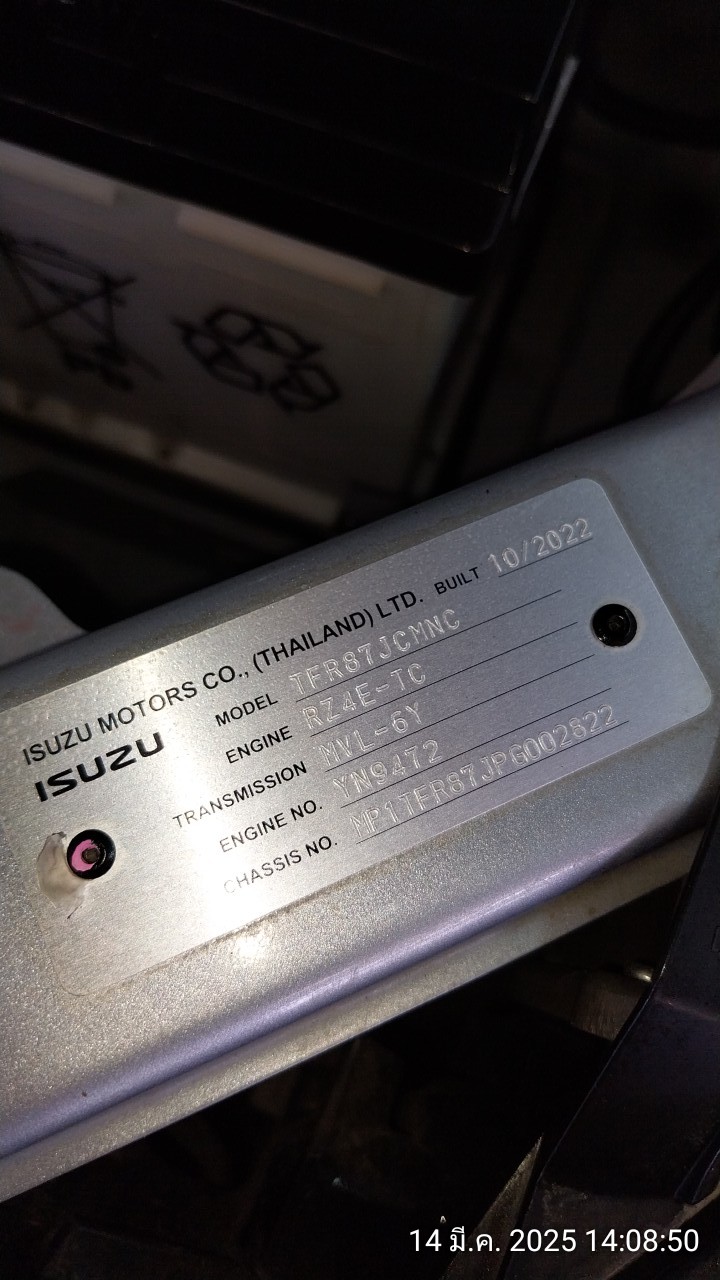 ISUZU MOTORS CO., (THAILAND) LTD. BUILT 10/2022
ISUZU
MODEL TFR87JCMNC
ENGINE RZ4E-TC
TRANSMISSION MVL-6Y
ENGINE NO. YN9472
CHASSIS NO. MP1TFR87JPG002622
14 มี.ค. 2025 14:08:50